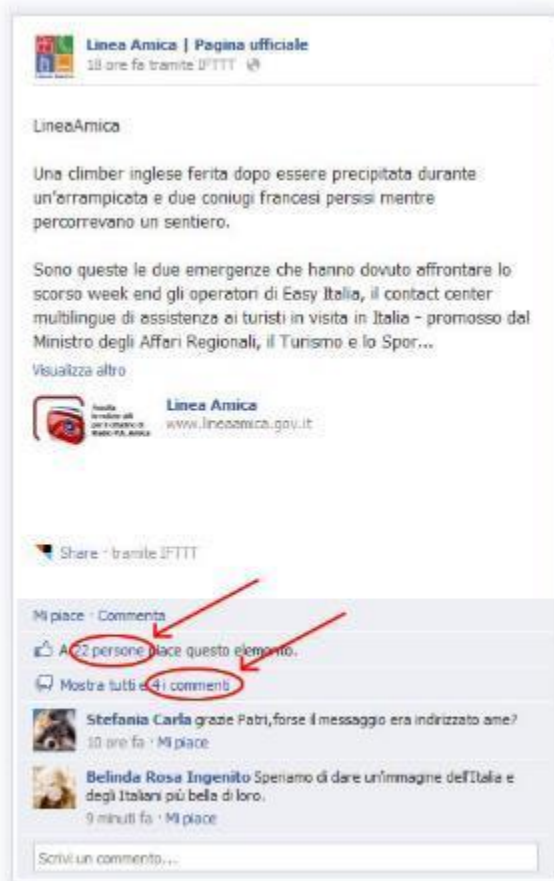 Linea Amica | Pagina ufficiale
18 ore fa tramite IFTTT
LineaAmica
Una climber inglese ferita dopo essere precipitata durante
un'arrampicata e due coniugi francesi persisi mentre
percorrevano un sentiero.
Sono queste le due emergenze che hanno dovuto affrontare lo
scorso week end gli operatori di Easy Italia, il contact center
multilingue di assistenza ai turisti in visita in Italia - promosso dal
Ministro degli Affari Regionali, il Turismo e lo Spor...
Visualizza altro
Linea Amica
www.lineaamica.gov.it
Share · tramite IFTTT
Mi piace · Commenta
A 22 persone piace questo elemento.
Mostra tutti e 4 i commenti
Stefania Carla grazie Patri,forse il messaggio era indirizzato ame?
10 ore fa · Mi piace
Belinda Rosa Ingenito Speriamo di dare un'immagine dell'Italia e
degli Italiani più bella di loro.
9 minuti fa · Mi piace
Scrivi un commento...